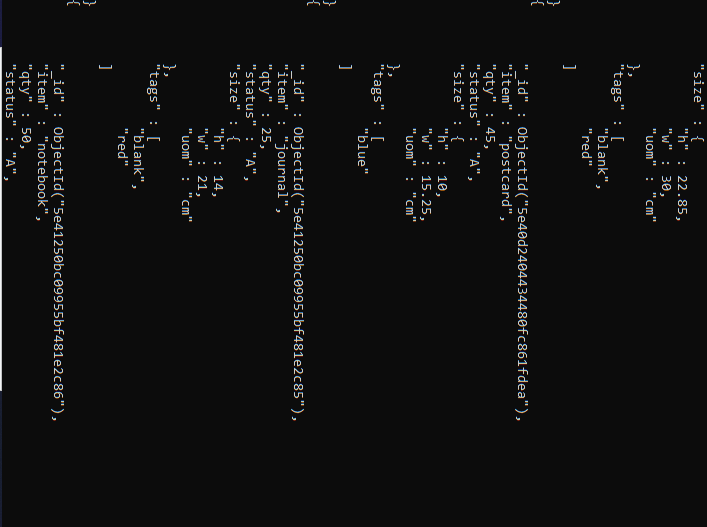 "size" : {
"h" : 22.85,
"w" : 30,
"uom" : "cm"
},
"tags" : [
"blank",
"red"
]
}
{
"_id" : ObjectId("5e40d2404434480fc861fdea"),
"item" : "postcard",
"qty" : 45,
"status" : "A",
"size" : {
"h" : 10,
"w" : 15.25,
"uom" : "cm"
},
"tags" : [
"blue"
]
}
{
"_id" : ObjectId("5e41250bc09955bf481e2c85"),
"item" : "journal",
"qty" : 25,
"status" : "A",
"size" : {
"h" : 14,
"w" : 21,
"uom" : "cm"
},
"tags" : [
"blank",
"red"
]
}
{
"_id" : ObjectId("5e41250bc09955bf481e2c86"),
"item" : "notebook",
"qty" : 50,
"status" : "A",